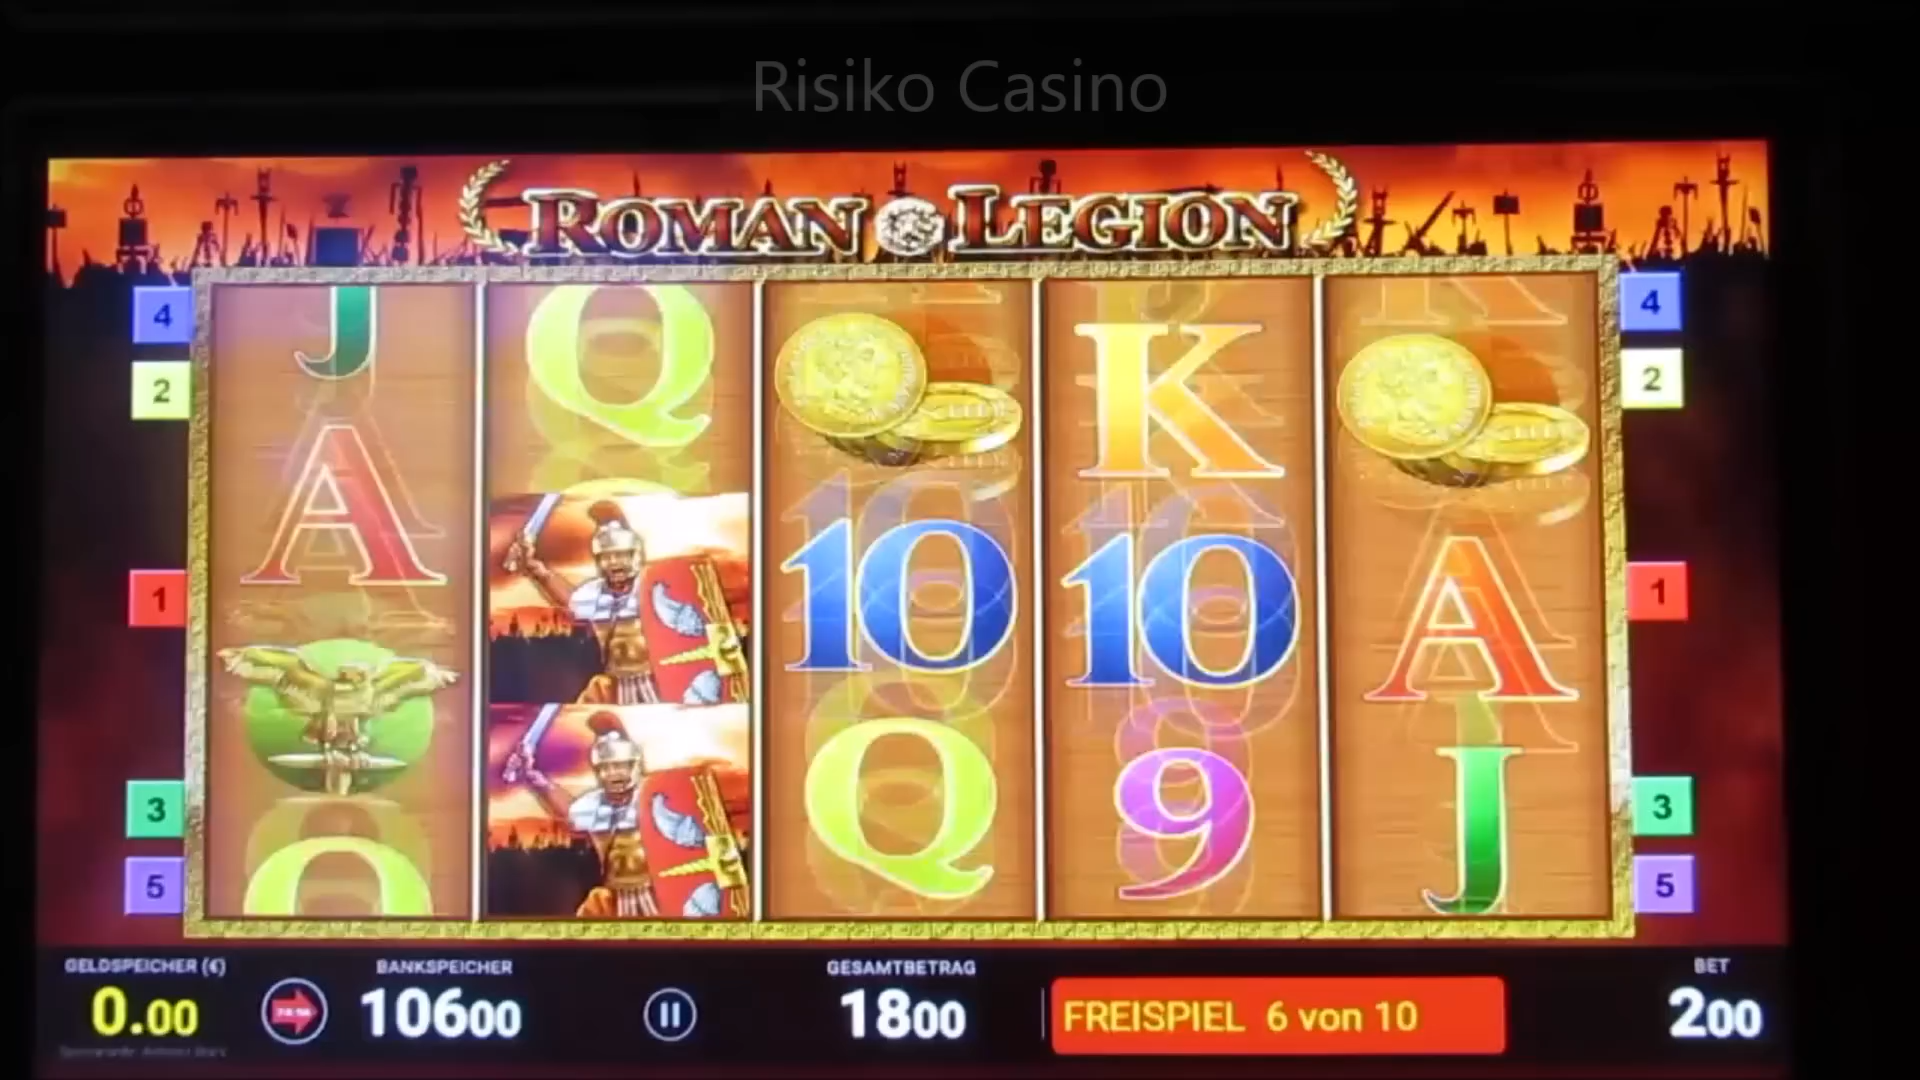 Risiko Casino
ROMAN LEGION
4 4
2 2
1 1
3 3
5 5
J Q K
A 10 10 A
Q Q 9 J
GELDSPEICHER (€) BANKSPEICHER GESAMTBETRAG BET
0.00 10600 1800 FREISPIEL 6 von 10 200